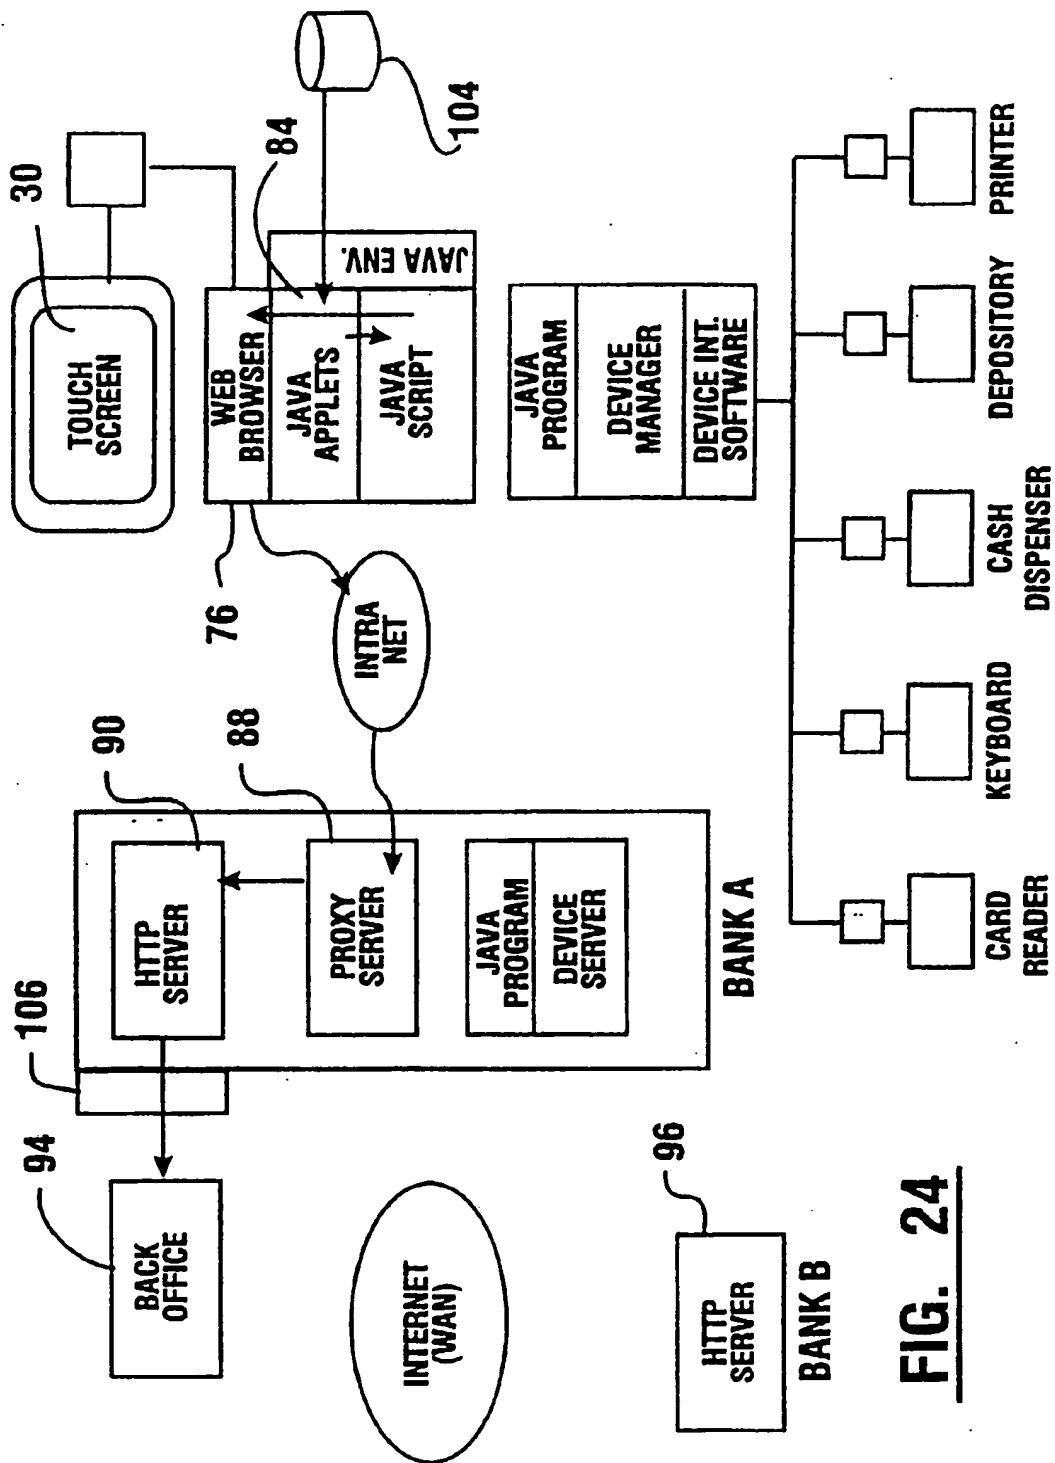 94
BACK
OFFICE
106
HTTP
SERVER
90
TOUCH
SCREEN
30
INTERNET
(WAN)
PROXY
SERVER
88
INTRA
NET
76
WEB
BROWSER
JAVA
APPLETS
JAVA
SCRIPT
JAVA ENV.
84
104
JAVA
PROGRAM
DEVICE
SERVER
BANK A
JAVA
PROGRAM
DEVICE
MANAGER
DEVICE INT.
SOFTWARE
96
HTTP
SERVER
BANK B
CARD
READER
KEYBOARD
CASH
DISPENSER
DEPOSITORY
PRINTER
FIG. 24